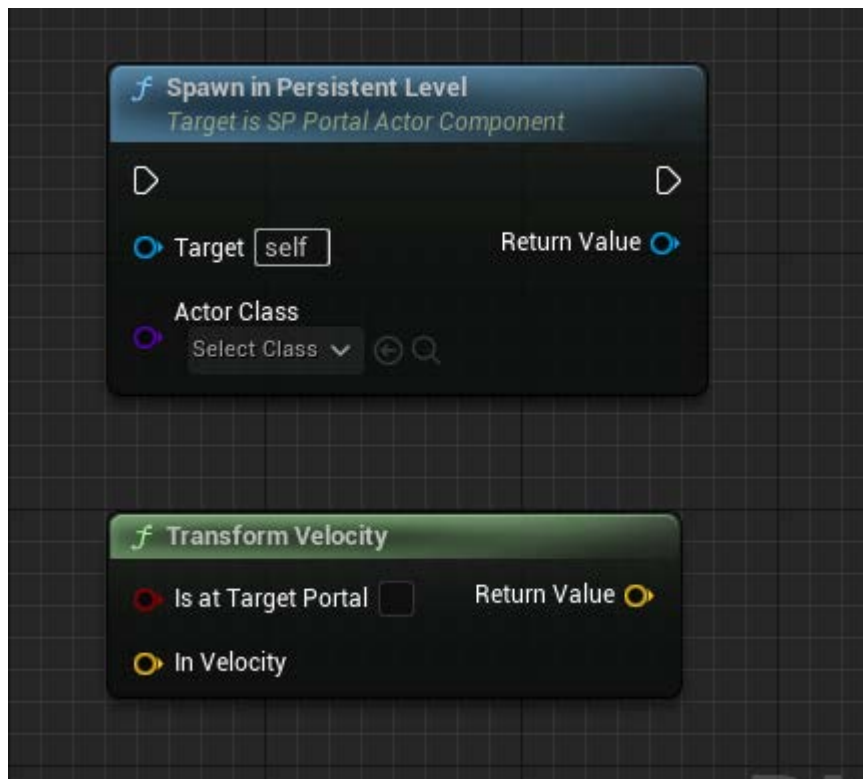 Spawn in Persistent Level
Target is SP Portal Actor Component
Target self
Return Value
Actor Class
Select Class
Transform Velocity
Is at Target Portal
Return Value
In Velocity